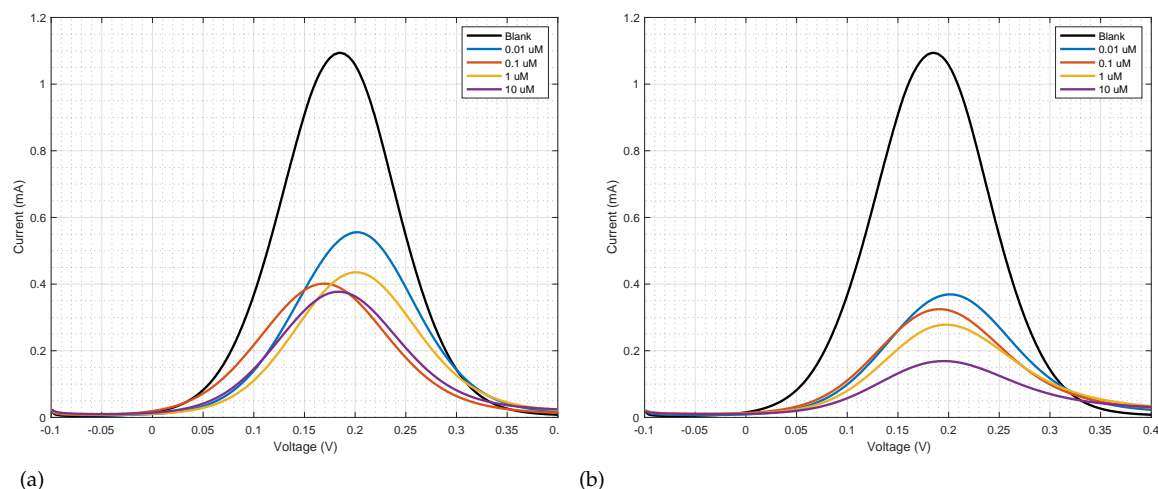 1.2
1
0.8
0.6
0.4
0.2
0
Current (mA)
-0.1 -0.05 0 0.05 0.1 0.15 0.2 0.25 0.3 0.35 0.
Voltage (V)
Blank
0.01 uM
0.1 uM
1 uM
10 uM
(a)
1.2
1
0.8
0.6
0.4
0.2
0
Current (mA)
-0.1 -0.05 0 0.05 0.1 0.15 0.2 0.25 0.3 0.35 0.4
Voltage (V)
Blank
0.01 uM
0.1 uM
1 uM
10 uM
(b)